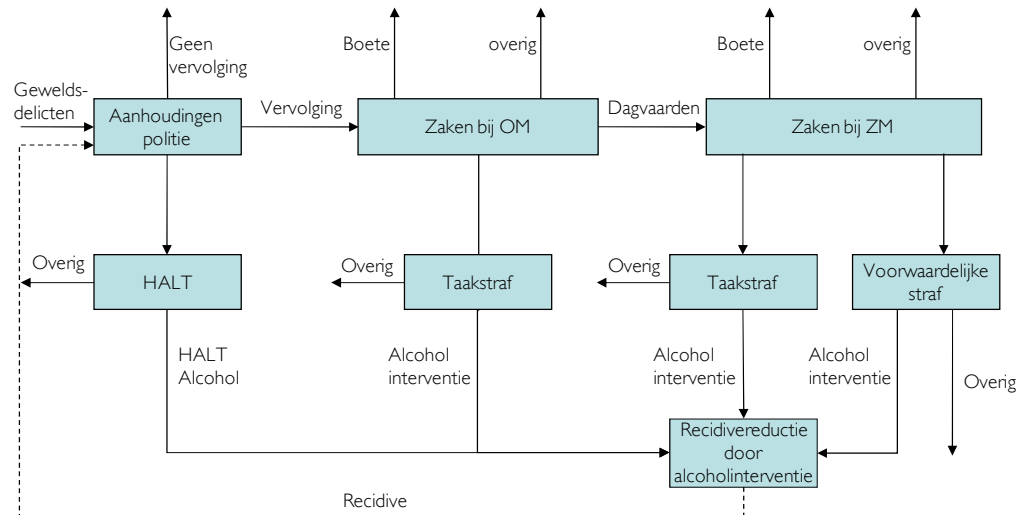 Geen
vervolging
Boete
overig
Boete
overig
Gewelds-
delicten
Aanhoudingen
politie
Vervolging
Zaken bij OM
Dagvaarden
Zaken bij ZM
Overig
HALT
Overig
Taakstraf
Overig
Taakstraf
Voorwaardelijke
straf
HALT
Alcohol
Alcohol
interventie
Alcohol
interventie
Alcohol
interventie
Overig
Recidivereductie
door
alcoholinterventie
Recidive